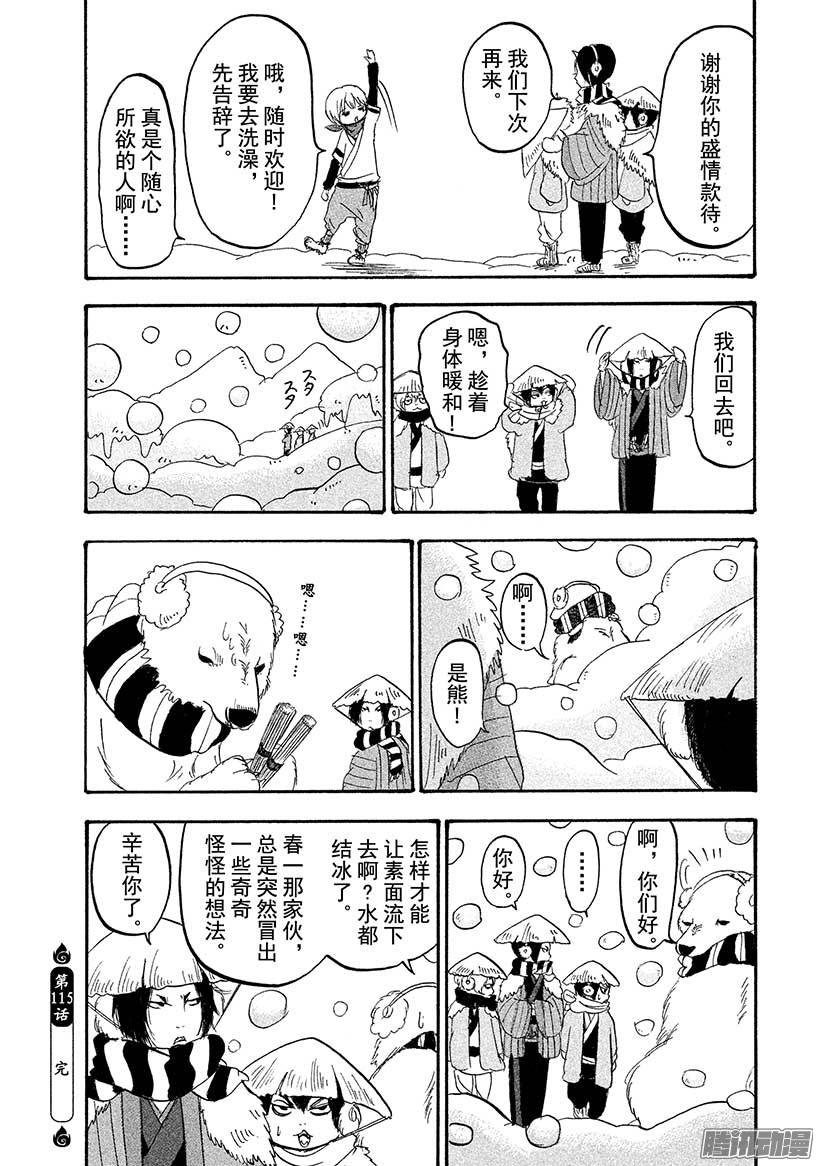 谢谢你的盛情款待。
我们下次
再来。
哦，随时欢迎！
我要去洗澡，
先告辞了。
真是个随心
所欲的人啊……
我们回去吧。
嗯，趁着
身体暖和！
スタ
スタ
啊……
是熊！
嗯……嗯……
啊，你们好。
……
你好。
怎样才能
让素面流下
去啊？水都
结冰了。
春一那家伙，
总是突然冒出
一些奇奇
怪怪的想法。
辛苦你了。
第
115
话
完
腾讯动漫